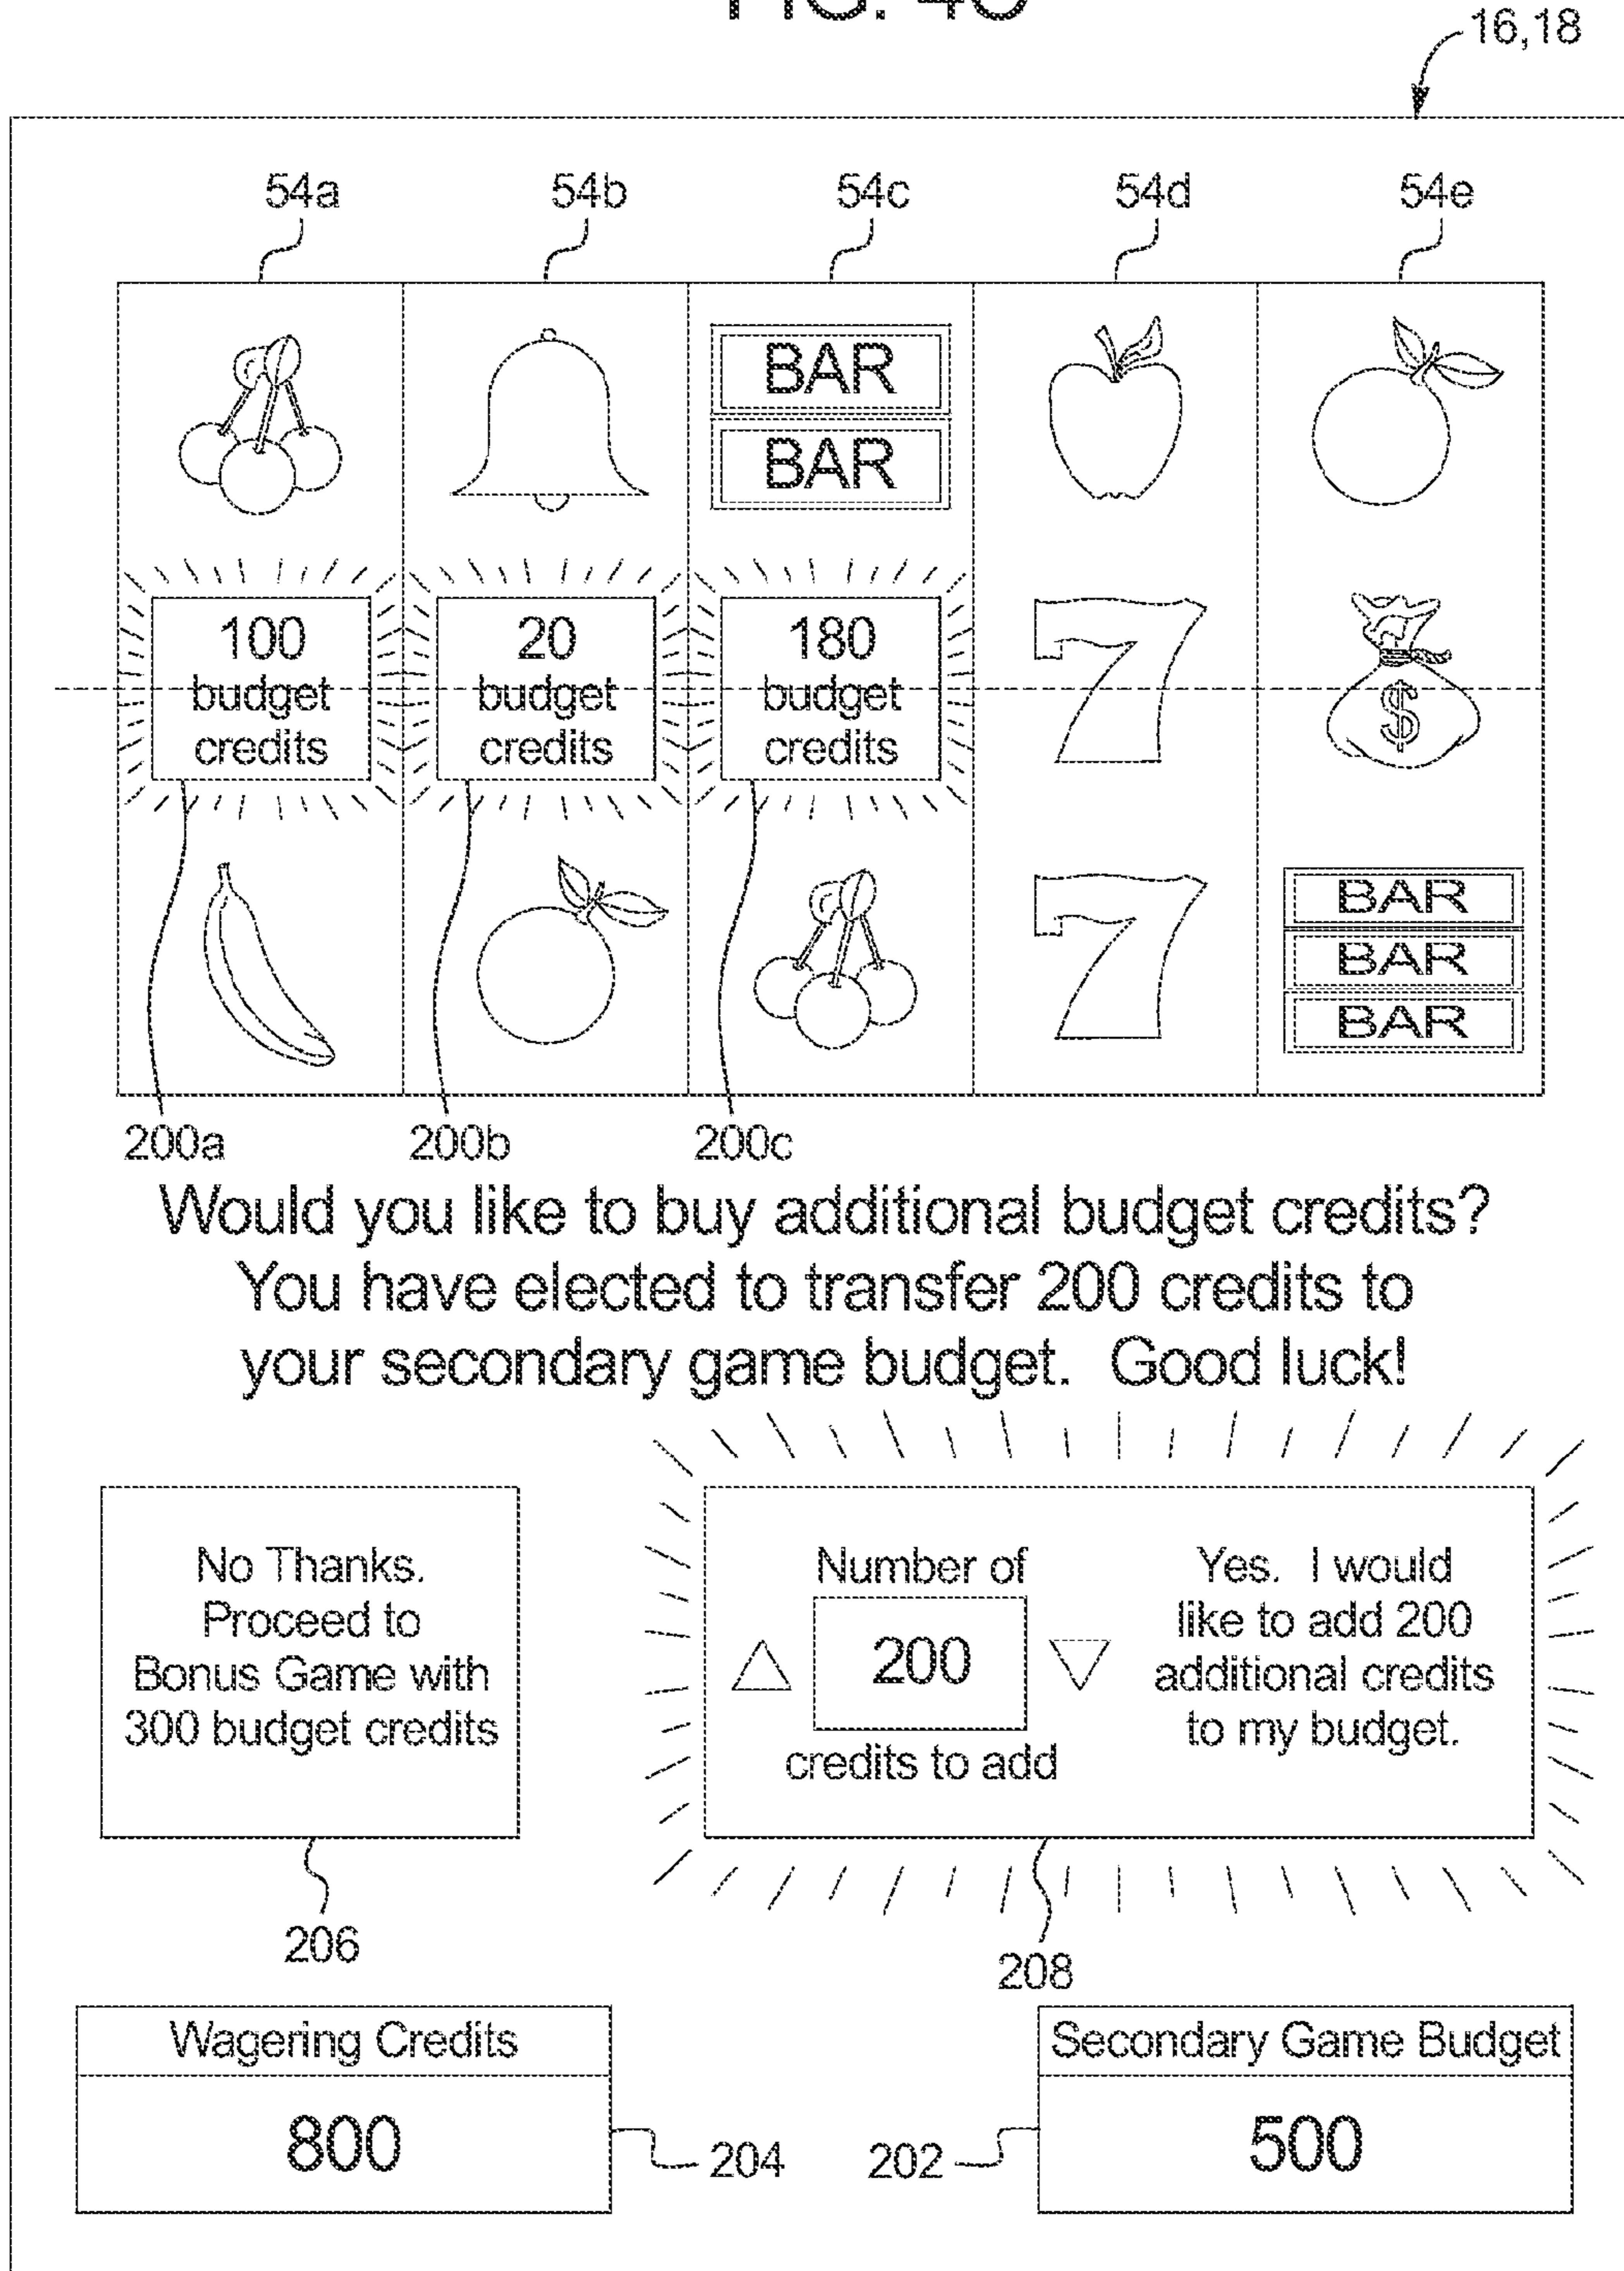 16,18
54a 54b 54c 54d 54e
BAR
BAR
100 20 180
budget budget budget
credits credits credits
7
$
7
BAR
BAR
BAR
200a 200b 200c
Would you like to buy additional budget credits?
You have elected to transfer 200 credits to
your secondary game budget. Good luck!
No Thanks.
Proceed to
Bonus Game with
300 budget credits
Number of
200
credits to add
Yes. I would
like to add 200
additional credits
to my budget.
206
208
Wagering Credits
800
204
202
Secondary Game Budget
500